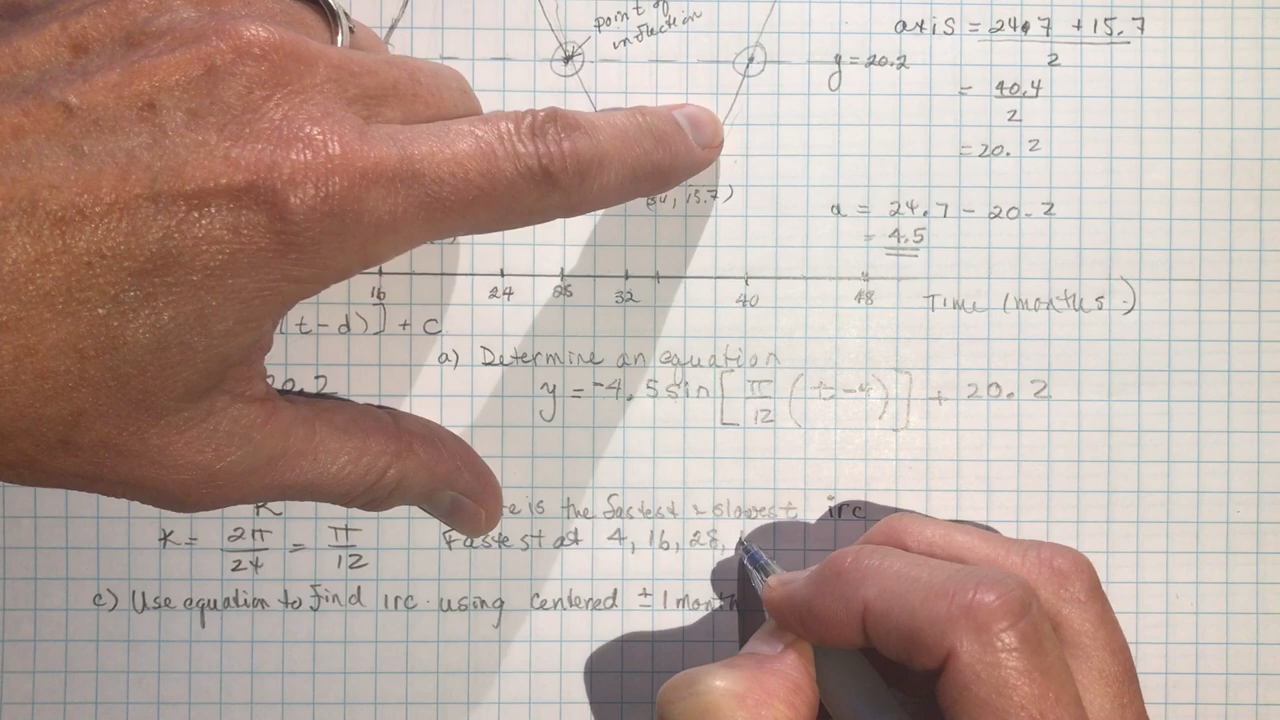 point of
inflection
axis = 24.7 + 15.7
2
y = 20.2
= 40.4
2
= 20.2
, 15.7)
a = 24.7 - 20.2
= 4.5
16 24 28 32 40 48 Time (months.)
(t-d)] + c
a) Determine an equation
20.2
y = -4.5 sin[π/12 (t-4)] + 20.2
K
is the fastest & slowest irc
K = 2π/24 = π/12
Fastest at 4, 16, 28,
c) Use equation to find irc using centered ± 1 month